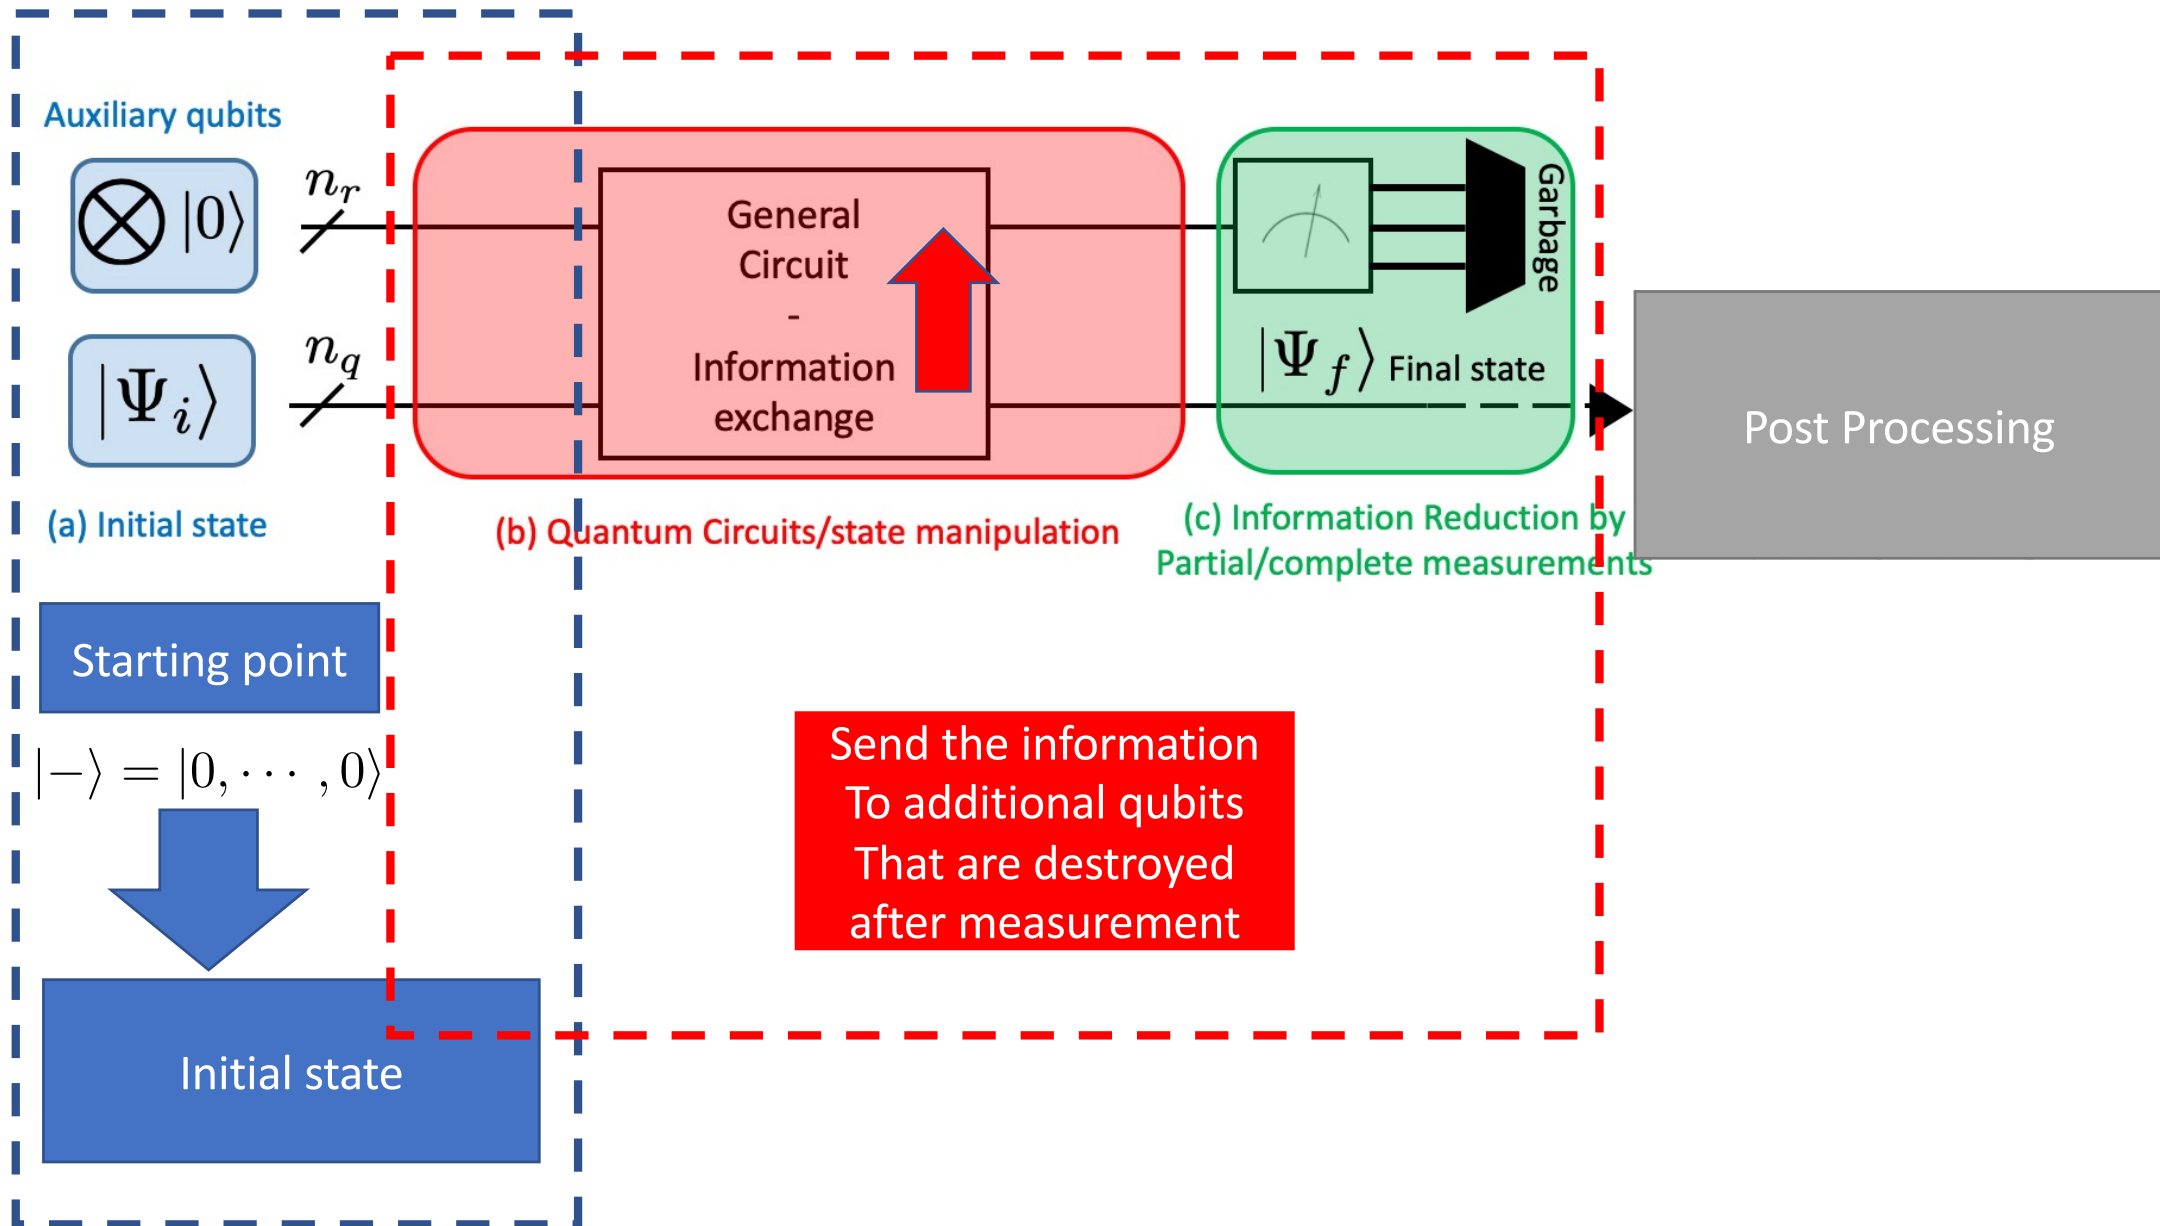 Auxiliary qubits
⊗ |0⟩
n_r
|Ψ_i⟩
n_q
(a) Initial state
General
Circuit
-
Information
exchange
(b) Quantum Circuits/state manipulation
Garbage
|Ψ_f⟩ Final state
(c) Information Reduction by
Partial/complete measurements
Post Processing
Starting point
|−⟩ = |0, ⋯ , 0⟩
Initial state
Send the information
To additional qubits
That are destroyed
after measurement